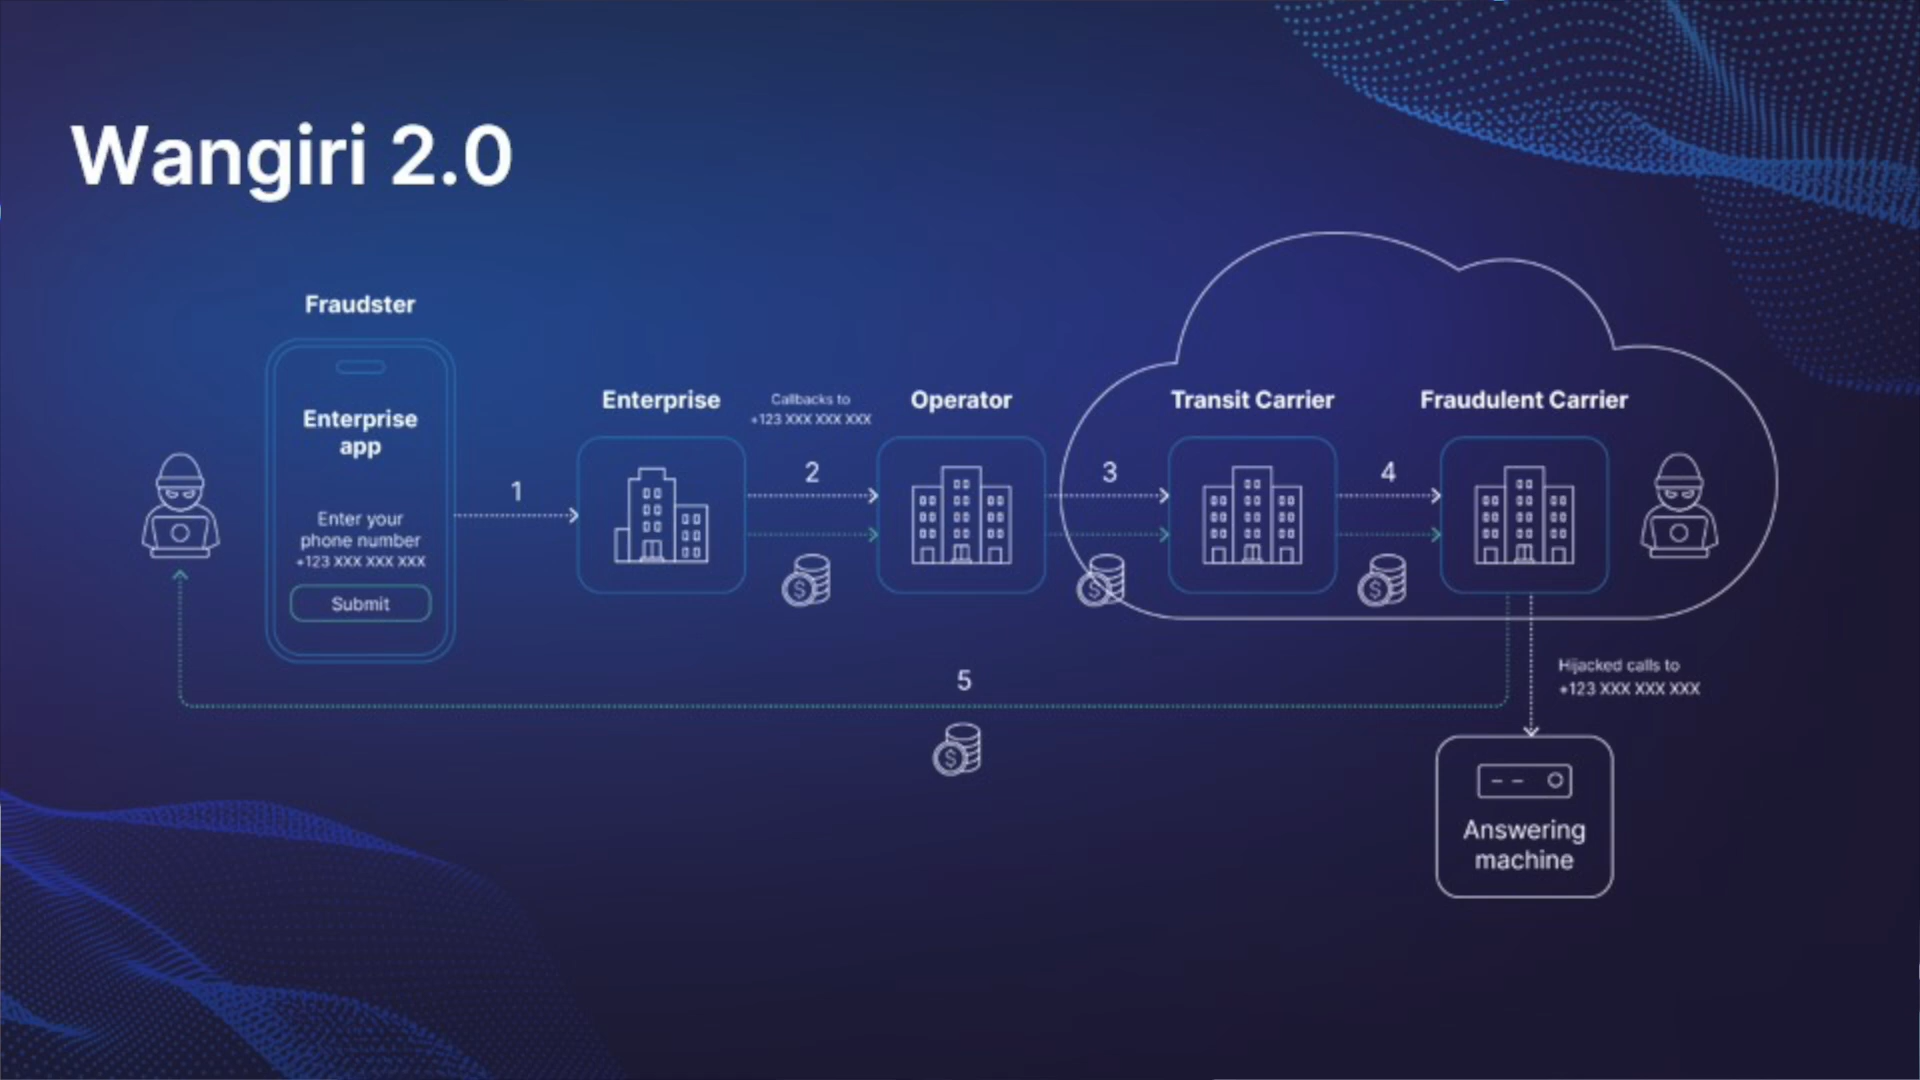 Wangiri 2.0
Fraudster
Enterprise
app
Enter your
phone number
+123 XXX XXX XXX
Submit
1
Enterprise
Callbacks to
+123 XXX XXX XXX
2
$
Operator
3
$
Transit Carrier
4
$
Fraudulent Carrier
5
$
Hijacked calls to
+123 XXX XXX XXX
Answering
machine